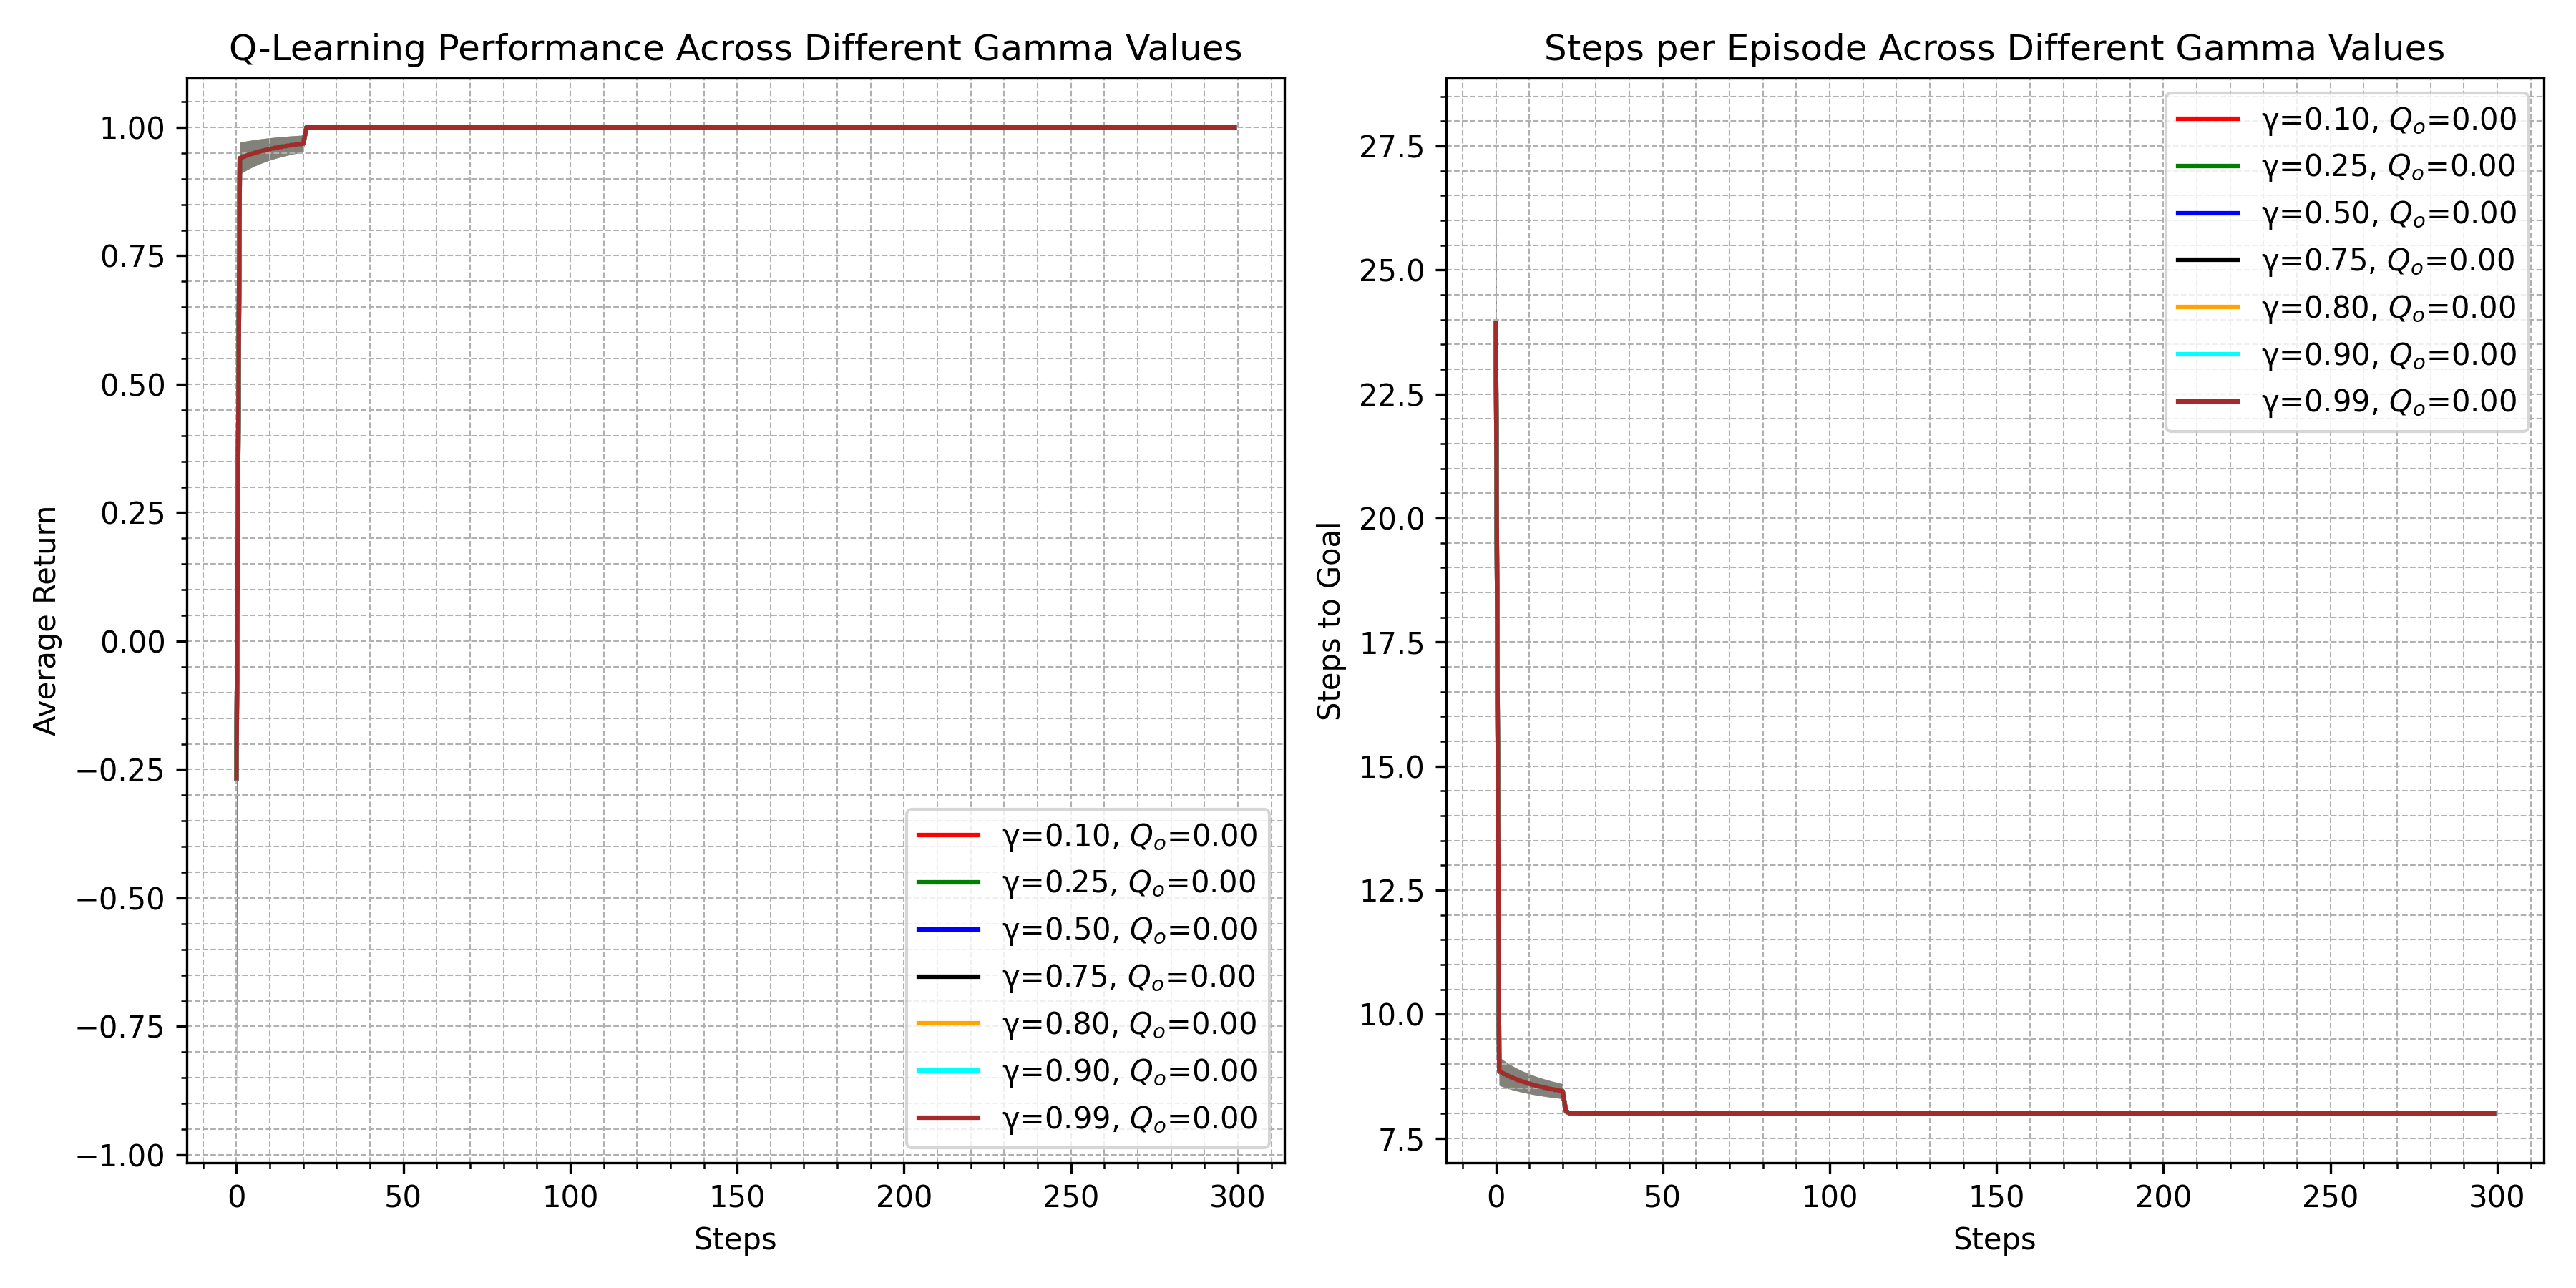 Q-Learning Performance Across Different Gamma Values
Average Return
1.00
0.75
0.50
0.25
0.00
−0.25
−0.50
−0.75
−1.00
γ=0.10, Qₒ=0.00
γ=0.25, Qₒ=0.00
γ=0.50, Qₒ=0.00
γ=0.75, Qₒ=0.00
γ=0.80, Qₒ=0.00
γ=0.90, Qₒ=0.00
γ=0.99, Qₒ=0.00
0 50 100 150 200 250 300
Steps
Steps per Episode Across Different Gamma Values
Steps to Goal
27.5
25.0
22.5
20.0
17.5
15.0
12.5
10.0
7.5
γ=0.10, Qₒ=0.00
γ=0.25, Qₒ=0.00
γ=0.50, Qₒ=0.00
γ=0.75, Qₒ=0.00
γ=0.80, Qₒ=0.00
γ=0.90, Qₒ=0.00
γ=0.99, Qₒ=0.00
0 50 100 150 200 250 300
Steps